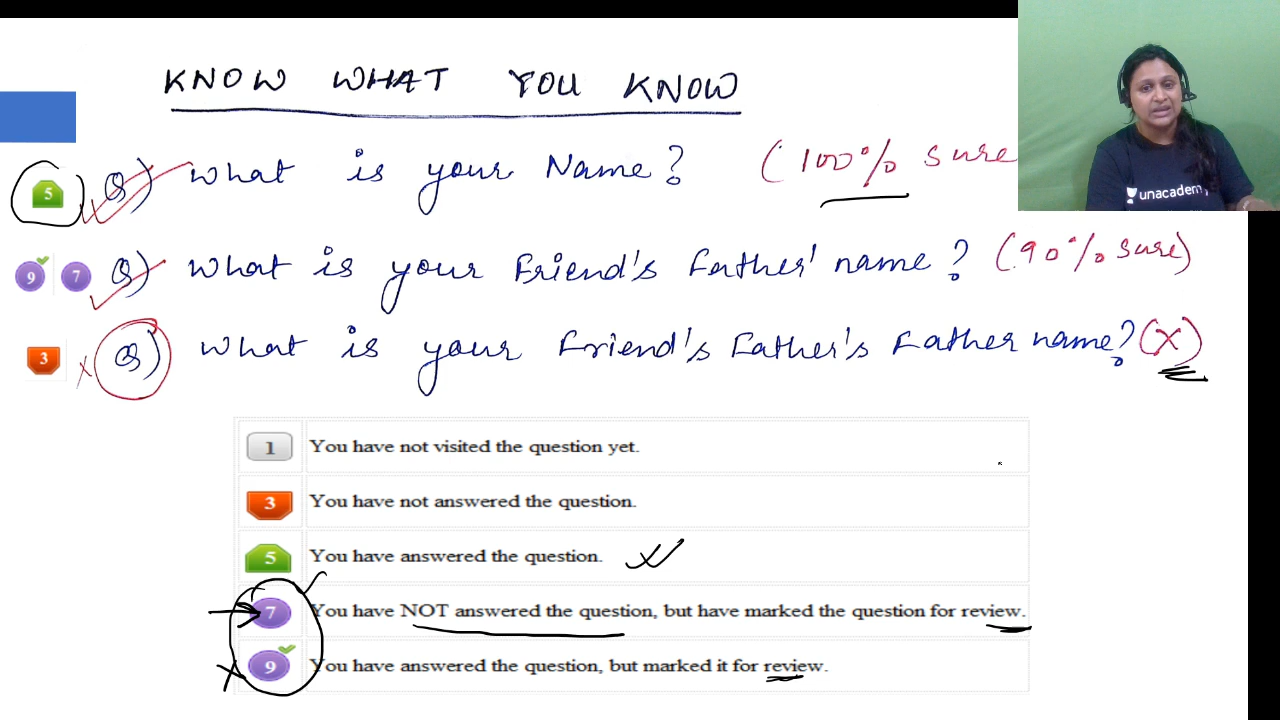 KNOW WHAT YOU KNOW
5 Q) What is your Name? (100% sure
unacademy
9 7 Q) What is your Friend's Father' name? (90% sure)
3 Q) What is your Friend's Father's Father name? (X)
1 You have not visited the question yet.
3 You have not answered the question.
5 You have answered the question.
7 You have NOT answered the question, but have marked the question for review.
9 You have answered the question, but marked it for review.